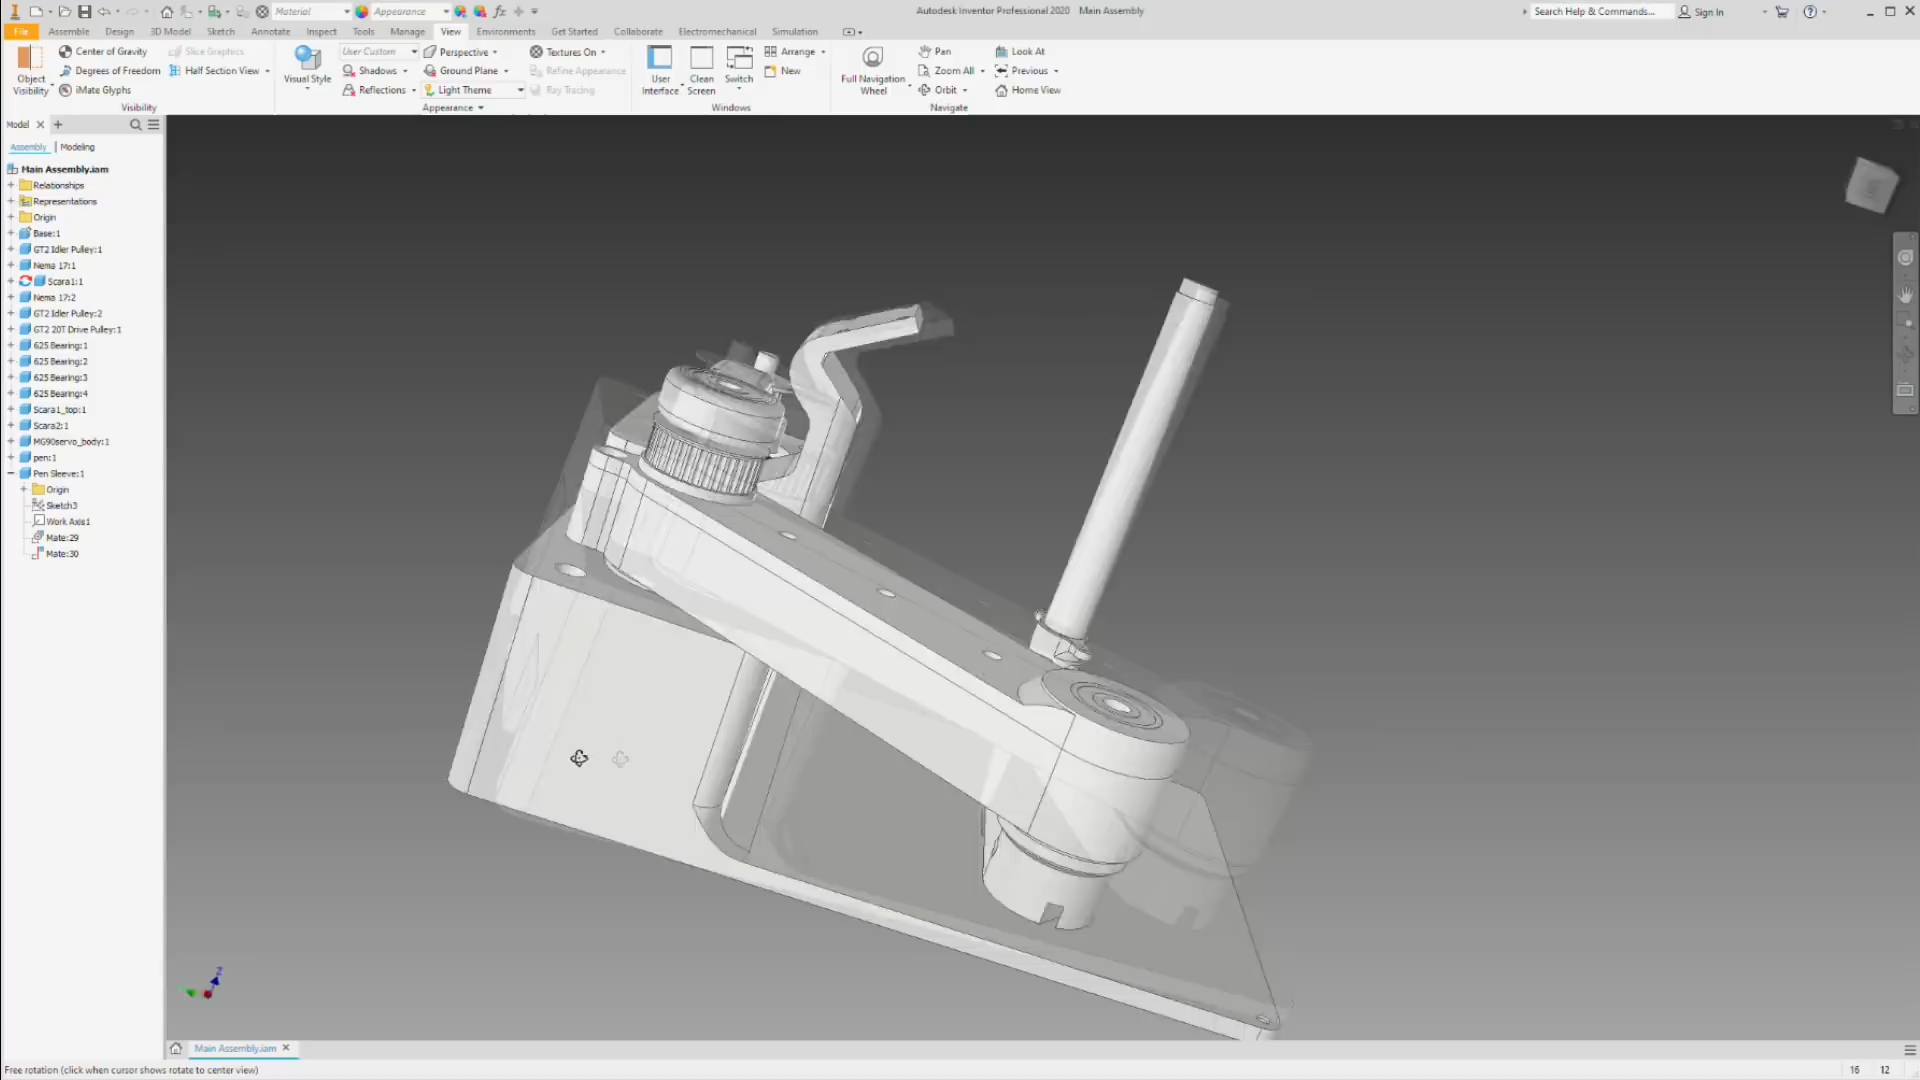 Material
Appearance
Autodesk Inventor Professional 2020 Main Assembly
Search Help & Commands...
Sign In
File
Assemble
Design
3D Model
Sketch
Annotate
Inspect
Tools
Manage
View
Environments
Get Started
Collaborate
Electromechanical
Simulation
Object Visibility
Center of Gravity
Degrees of Freedom
iMate Glyphs
Slice Graphics
Half Section View
Visibility
Visual Style
User Custom
Shadows
Reflections
Perspective
Ground Plane
Light Theme
Textures On
Refine Appearance
Ray Tracing
Appearance
User Interface
Clean Screen
Switch
Arrange
New
Windows
Full Navigation Wheel
Pan
Zoom All
Orbit
Look At
Previous
Home View
Navigate
Model
Assembly | Modeling
Main Assembly.iam
Relationships
Representations
Origin
Base:1
GT2 Idler Pulley:1
Nema 17:1
Scara1:1
Nema 17:2
GT2 Idler Pulley:2
GT2 20T Drive Pulley:1
625 Bearing:1
625 Bearing:2
625 Bearing:3
625 Bearing:4
Scara1_top:1
Scara2:1
MG90servo_body:1
pen:1
Pen Sleeve:1
Origin
Sketch3
Work Axis1
Mate:29
Mate:30
Z
Main Assembly.iam
Free rotation (click when cursor shows rotate to center view)
16 12